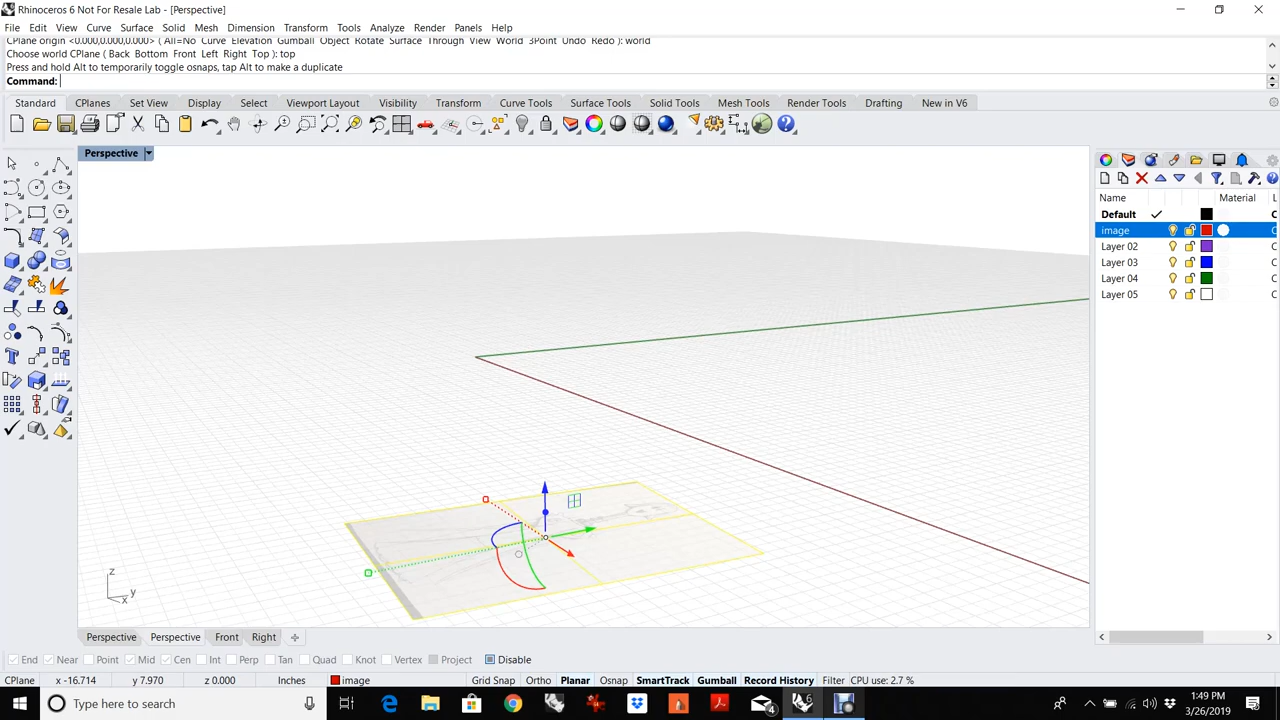 Rhinoceros 6 Not For Resale Lab - [Perspective]
File Edit View Curve Surface Solid Mesh Dimension Transform Tools Analyze Render Panels Help
CPlane origin <0.000,0.000,0.000> ( All=No Curve Elevation Gumball Object Rotate Surface Through View World 3Point Undo Redo ): world
Choose world CPlane ( Back Bottom Front Left Right Top ): top
Press and hold Alt to temporarily toggle osnaps, tap Alt to make a duplicate
Command:
Standard CPlanes Set View Display Select Viewport Layout Visibility Transform Curve Tools Surface Tools Solid Tools Mesh Tools Render Tools Drafting New in V6
Perspective
Name Material L
Default C
image C
Layer 02 C
Layer 03 C
Layer 04 C
Layer 05 C
z
y
x
Perspective Perspective Front Right
End Near Point Mid Cen Int Perp Tan Quad Knot Vertex Project Disable
CPlane x -16.714 y 7.970 z 0.000 Inches image Grid Snap Ortho Planar Osnap SmartTrack Gumball Record History Filter CPU use: 2.7 %
Type here to search
4
1:49 PM
3/26/2019